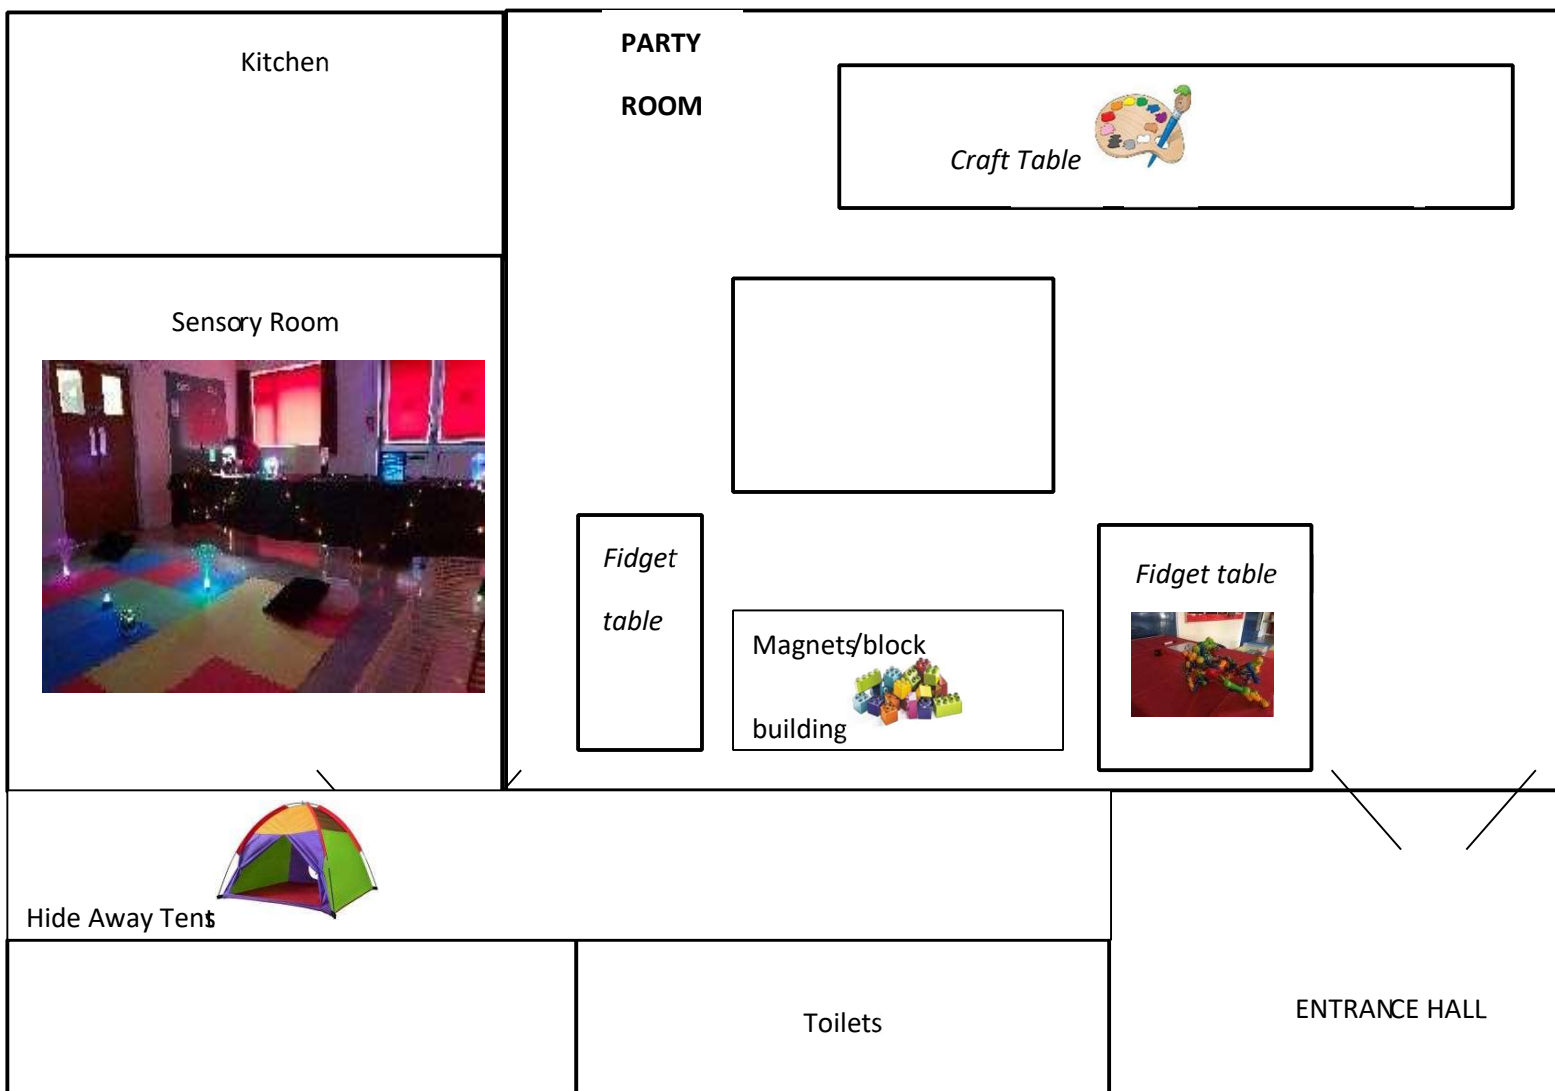 Kitchen
PARTY
ROOM
Craft Table
Sensory Room
Fidget
table
Magnets/block
building
Fidget table
Hide Away Tents
Toilets
ENTRANCE HALL